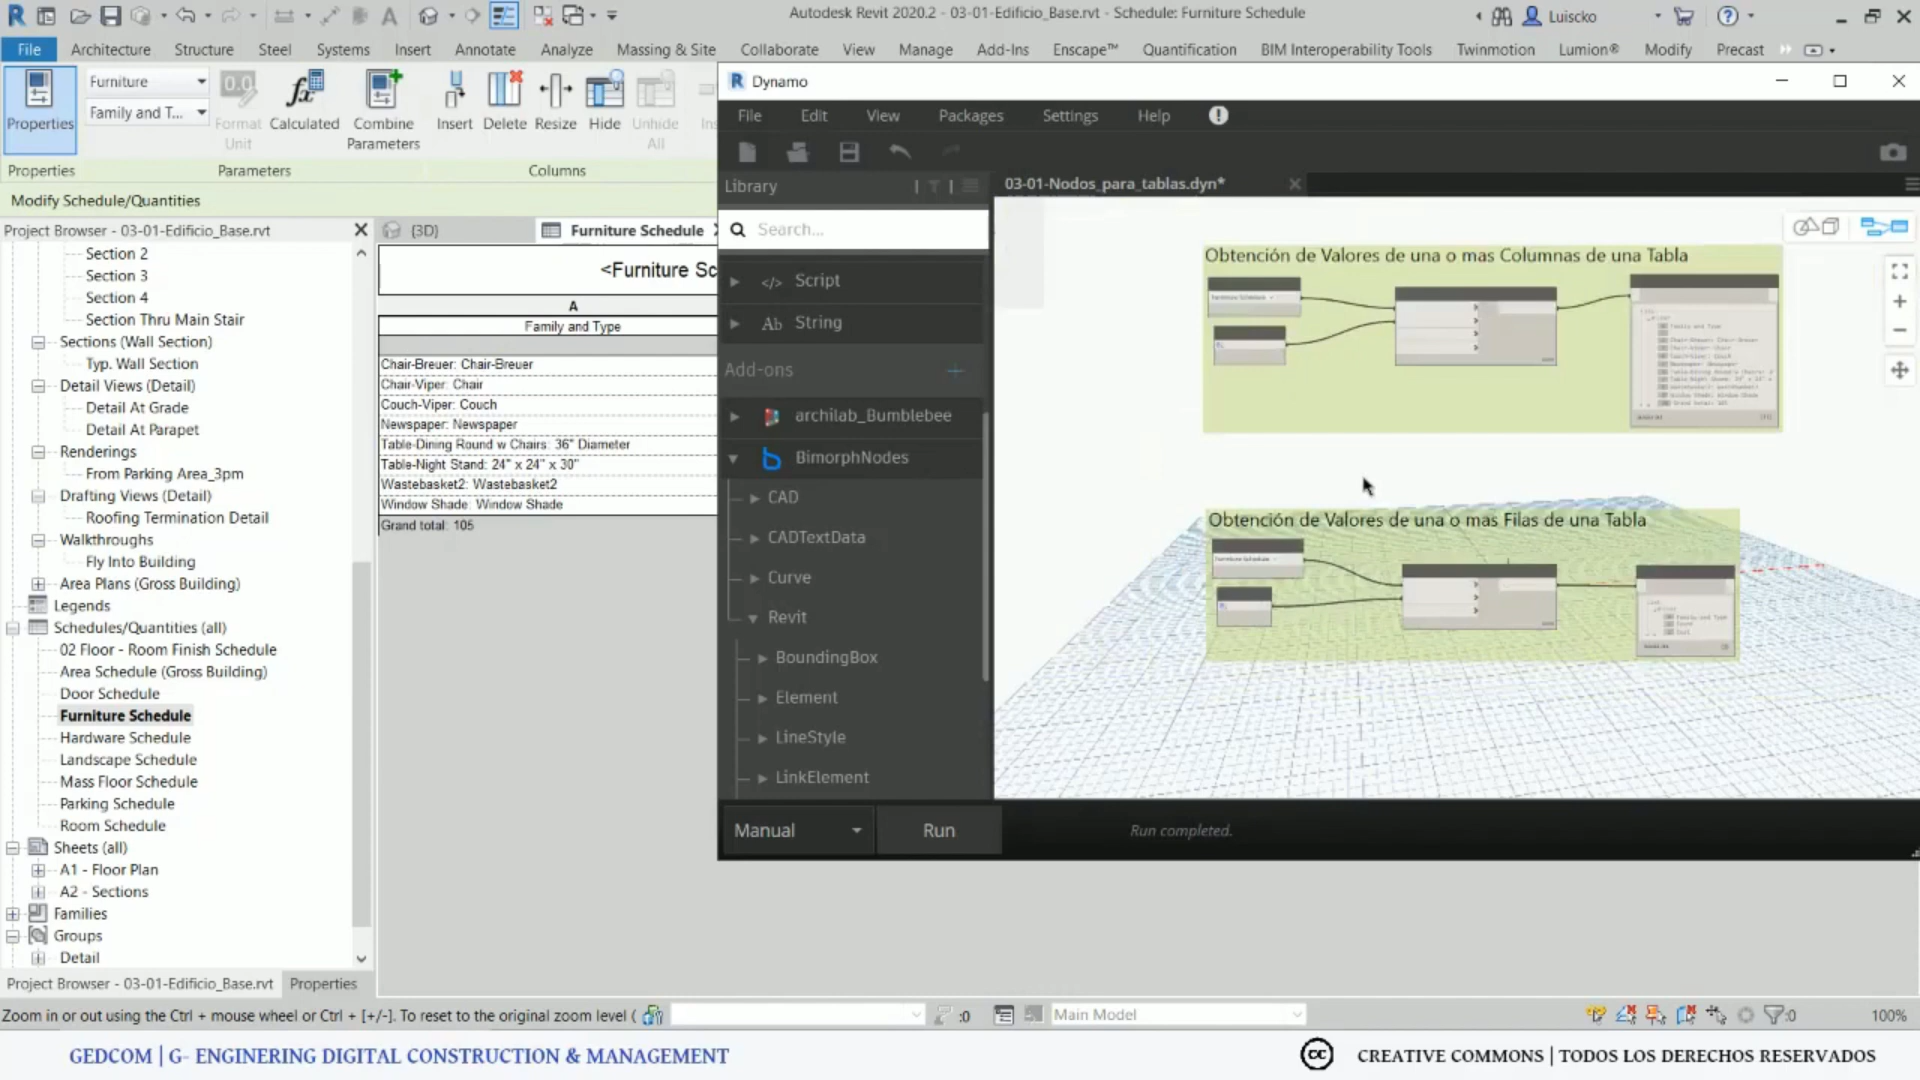 Autodesk Revit 2020.2 - 03-01-Edificio_Base.rvt - Schedule: Furniture Schedule
Luiscko
File Architecture Structure Steel Systems Insert Annotate Analyze Massing & Site Collaborate View Manage Add-Ins Enscape™ Quantification BIM Interoperability Tools Twinmotion Lumion® Modify Precast
Furniture
Family and T...
Properties
Format Unit
Calculated
Combine Parameters
Insert
Delete
Resize
Hide
Unhide All
Properties
Parameters
Columns
Modify Schedule/Quantities
Project Browser - 03-01-Edificio_Base.rvt
Section 2
Section 3
Section 4
Section Thru Main Stair
Sections (Wall Section)
Typ. Wall Section
Detail Views (Detail)
Detail At Grade
Detail At Parapet
Renderings
From Parking Area_3pm
Drafting Views (Detail)
Roofing Termination Detail
Walkthroughs
Fly Into Building
Area Plans (Gross Building)
Legends
Schedules/Quantities (all)
02 Floor - Room Finish Schedule
Area Schedule (Gross Building)
Door Schedule
Furniture Schedule
Hardware Schedule
Landscape Schedule
Mass Floor Schedule
Parking Schedule
Room Schedule
Sheets (all)
A1 - Floor Plan
A2 - Sections
Families
Groups
Detail
Project Browser - 03-01-Edificio_Base.rvt
Properties
{3D}
Furniture Schedule
<Furniture Sc
A
Family and Type
Chair-Breuer: Chair-Breuer
Chair-Viper: Chair
Couch-Viper: Couch
Newspaper: Newspaper
Table-Dining Round w Chairs: 36" Diameter
Table-Night Stand: 24" x 24" x 30"
Wastebasket2: Wastebasket2
Window Shade: Window Shade
Grand total: 105
Dynamo
File Edit View Packages Settings Help
Library
03-01-Nodos_para_tablas.dyn*
Search...
Script
Ab String
Add-ons
archilab_Bumblebee
BimorphNodes
CAD
CADTextData
Curve
Revit
BoundingBox
Element
LineStyle
LinkElement
Obtención de Valores de una o mas Columnas de una Tabla
Furniture Schedule
Obtención de Valores de una o mas Filas de una Tabla
Furniture Schedule
Manual
Run
Run completed.
Zoom in or out using the Ctrl + mouse wheel or Ctrl + [+/-]. To reset to the original zoom level (
:0
Main Model
:0
100%
GEDCOM | G- ENGINERING DIGITAL CONSTRUCTION & MANAGEMENT
cc CREATIVE COMMONS | TODOS LOS DERECHOS RESERVADOS